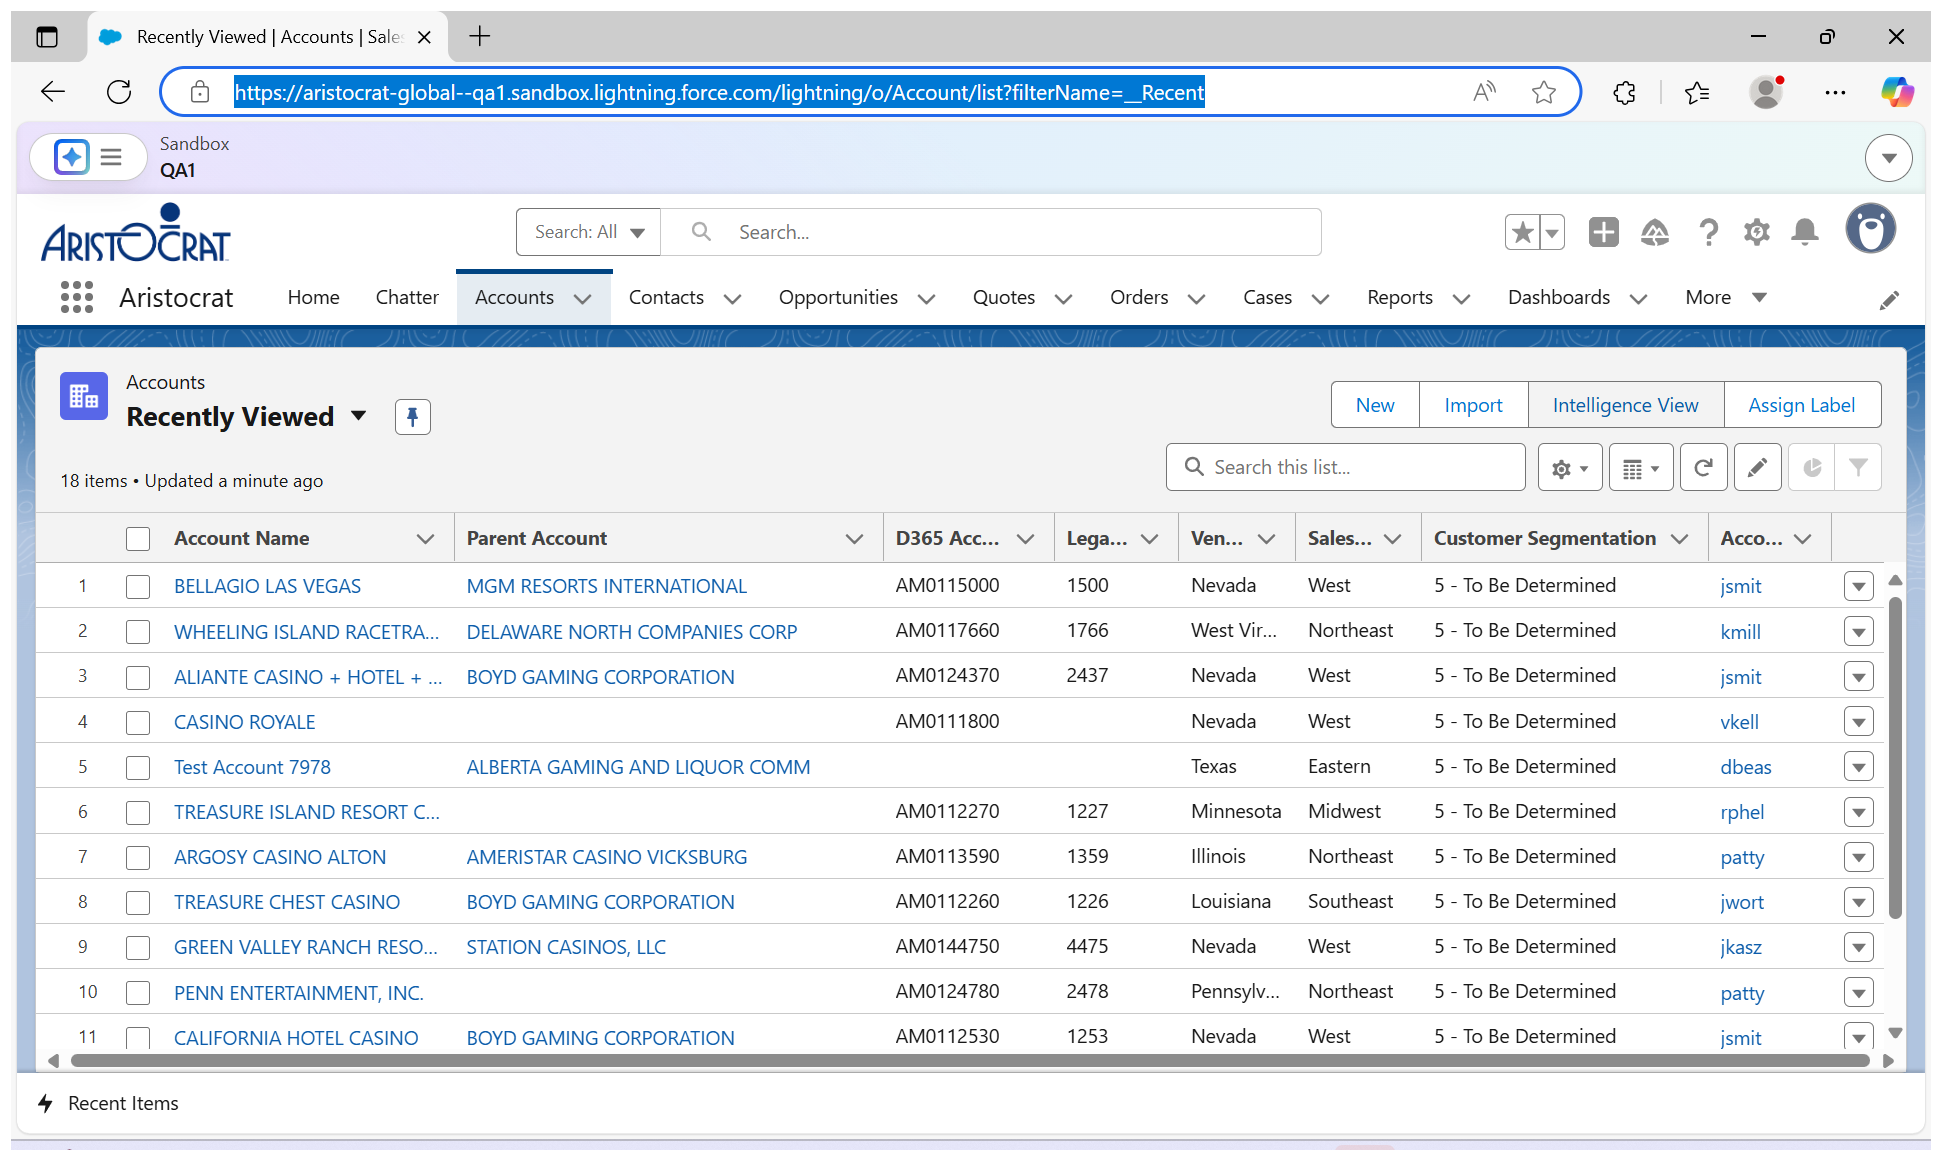 Recently Viewed | Accounts | Sales
https://aristocrat-global--qa1.sandbox.lightning.force.com/lightning/o/Account/list?filterName=__Recent
Sandbox
QA1
ARISTOCRAT
Search: All
Search...
Aristocrat
Home
Chatter
Accounts
Contacts
Opportunities
Quotes
Orders
Cases
Reports
Dashboards
More
Accounts
Recently Viewed
New
Import
Intelligence View
Assign Label
18 items • Updated a minute ago
Search this list...
Account Name Parent Account D365 Acc... Lega... Ven... Sales... Customer Segmentation Acco...
1 BELLAGIO LAS VEGAS MGM RESORTS INTERNATIONAL AM0115000 1500 Nevada West 5 - To Be Determined jsmit
2 WHEELING ISLAND RACETRA... DELAWARE NORTH COMPANIES CORP AM0117660 1766 West Vir... Northeast 5 - To Be Determined kmill
3 ALIANTE CASINO + HOTEL + ... BOYD GAMING CORPORATION AM0124370 2437 Nevada West 5 - To Be Determined jsmit
4 CASINO ROYALE AM0111800 Nevada West 5 - To Be Determined vkell
5 Test Account 7978 ALBERTA GAMING AND LIQUOR COMM Texas Eastern 5 - To Be Determined dbeas
6 TREASURE ISLAND RESORT C... AM0112270 1227 Minnesota Midwest 5 - To Be Determined rphel
7 ARGOSY CASINO ALTON AMERISTAR CASINO VICKSBURG AM0113590 1359 Illinois Northeast 5 - To Be Determined patty
8 TREASURE CHEST CASINO BOYD GAMING CORPORATION AM0112260 1226 Louisiana Southeast 5 - To Be Determined jwort
9 GREEN VALLEY RANCH RESO... STATION CASINOS, LLC AM0144750 4475 Nevada West 5 - To Be Determined jkasz
10 PENN ENTERTAINMENT, INC. AM0124780 2478 Pennsylv... Northeast 5 - To Be Determined patty
11 CALIFORNIA HOTEL CASINO BOYD GAMING CORPORATION AM0112530 1253 Nevada West 5 - To Be Determined jsmit
Recent Items